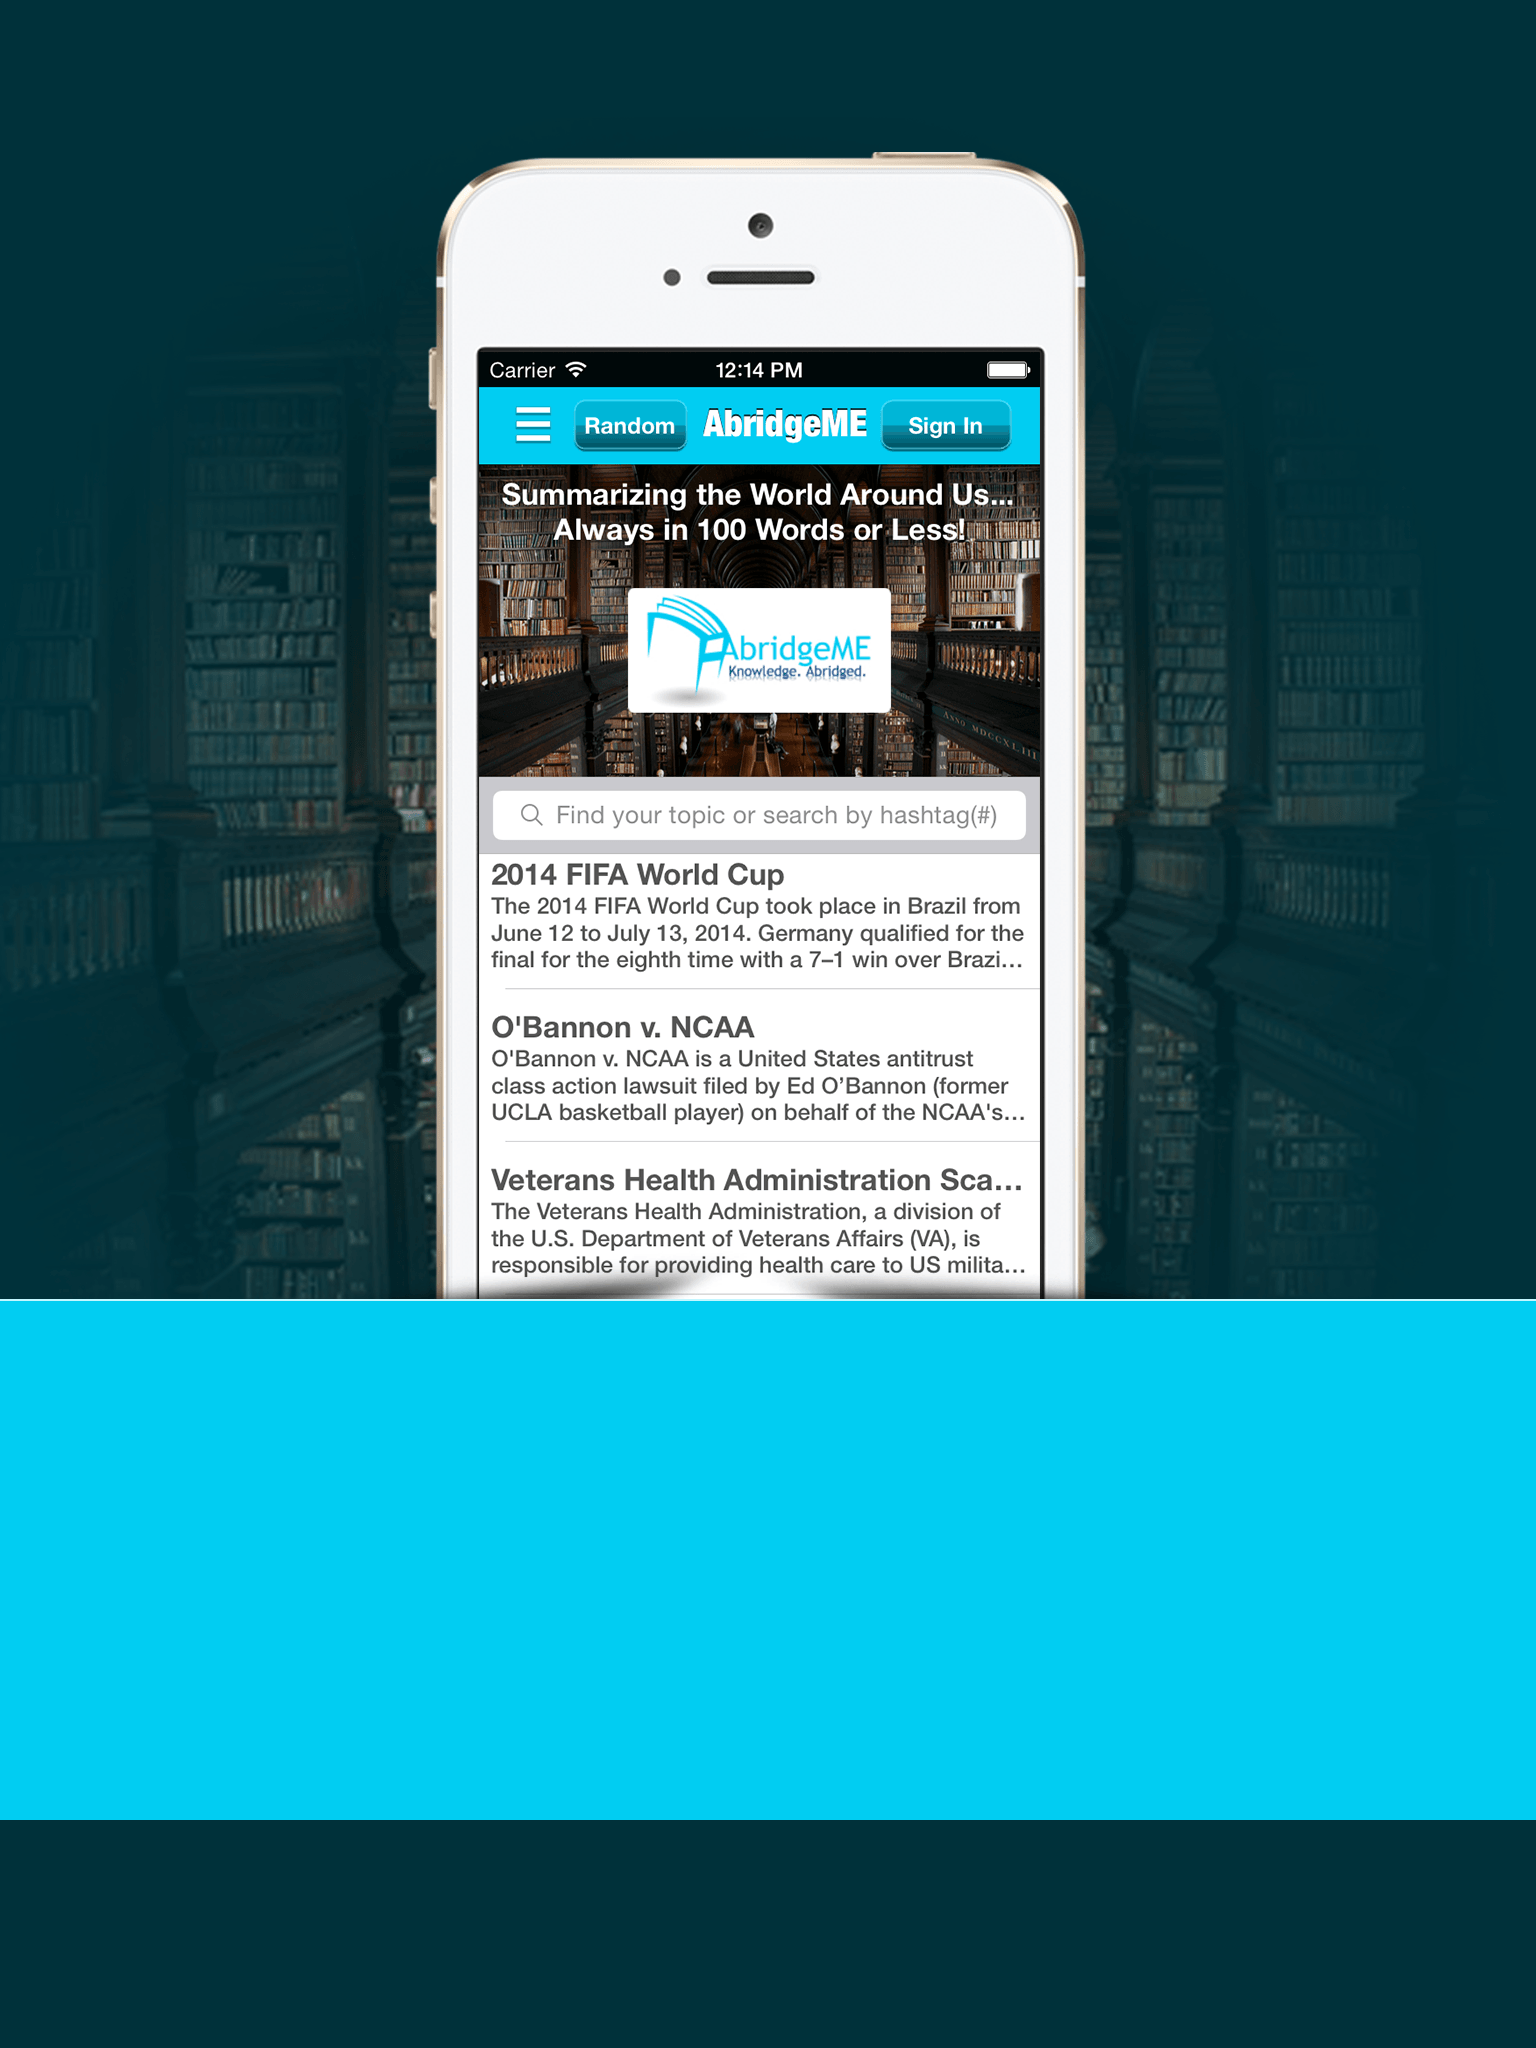 Carrier 12:14 PM
Random AbridgeME Sign In
Summarizing the World Around Us...
Always in 100 Words or Less!
AbridgeME
Knowledge. Abridged.
ANNO MDCCXLIII
Find your topic or search by hashtag(#)
2014 FIFA World Cup
The 2014 FIFA World Cup took place in Brazil from
June 12 to July 13, 2014. Germany qualified for the
final for the eighth time with a 7–1 win over Brazi...
O'Bannon v. NCAA
O'Bannon v. NCAA is a United States antitrust
class action lawsuit filed by Ed O’Bannon (former
UCLA basketball player) on behalf of the NCAA's...
Veterans Health Administration Sca...
The Veterans Health Administration, a division of
the U.S. Department of Veterans Affairs (VA), is
responsible for providing health care to US milita...